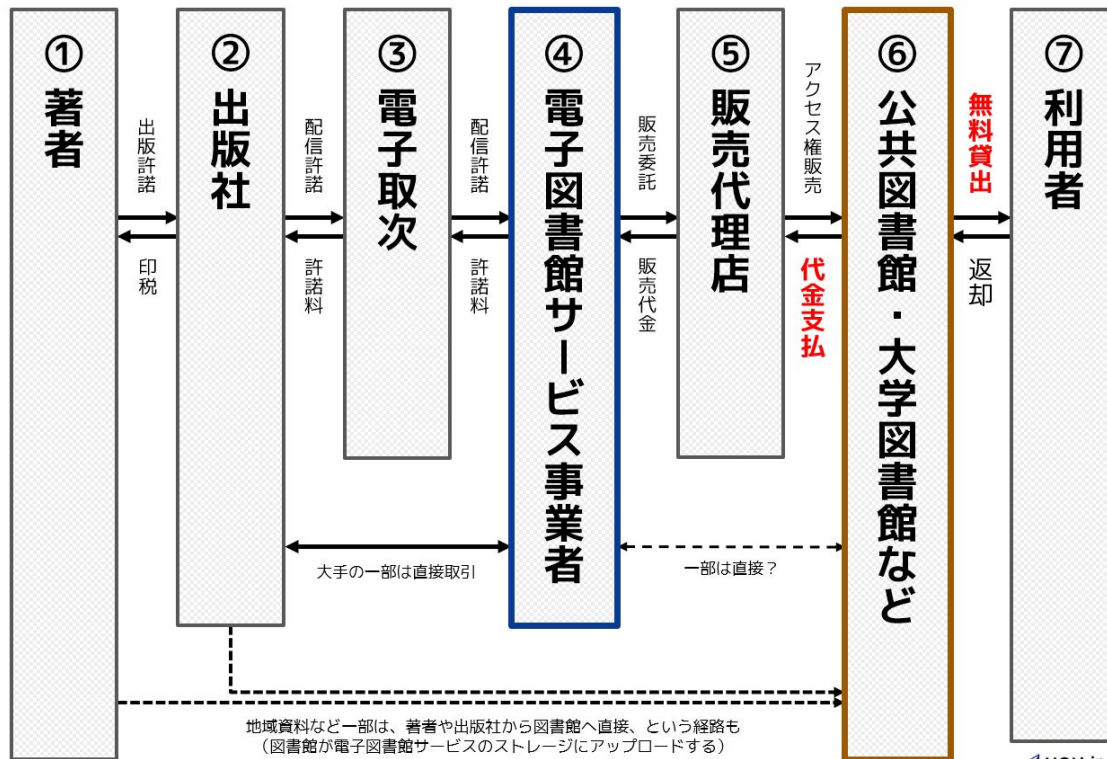 ① 著者
出版許諾
印税
② 出版社
配信許諾
許諾料
③ 電子取次
配信許諾
許諾料
④ 電子図書館サービス事業者
販売委託
販売代金
⑤ 販売代理店
アクセス権販売
代金支払
⑥ 公共図書館・大学図書館など
無料貸出
返却
⑦ 利用者
大手の一部は直接取引
一部は直接？
地域資料など一部は、著者や出版社から図書館へ直接、という経路も
（図書館が電子図書館サービスのストレージにアップロードする）